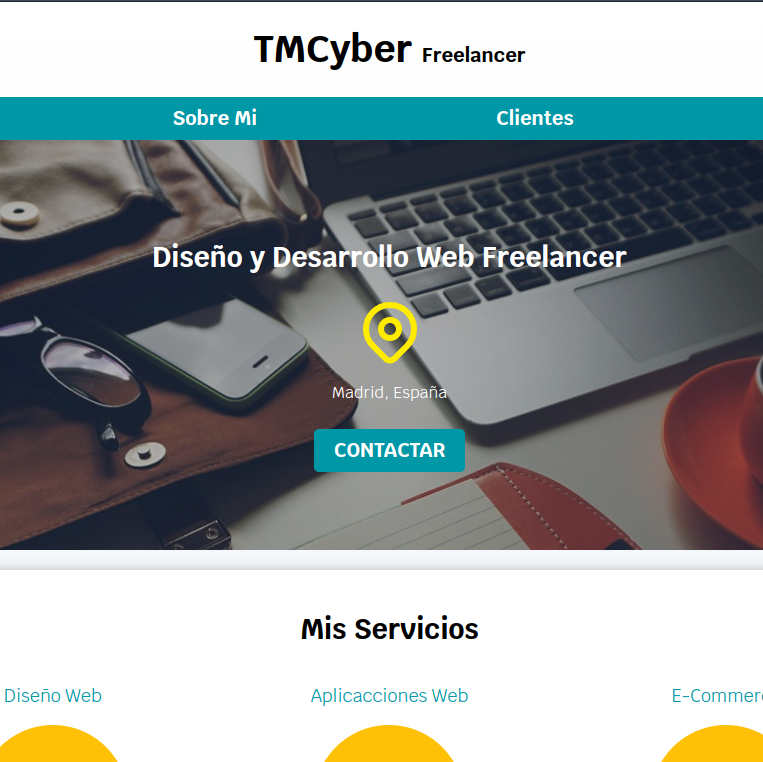 TMCyber Freelancer
Sobre Mi Clientes
Diseño y Desarrollo Web Freelancer
Madrid, España
CONTACTAR
Mis Servicios
Diseño Web Aplicacciones Web E-Commerc